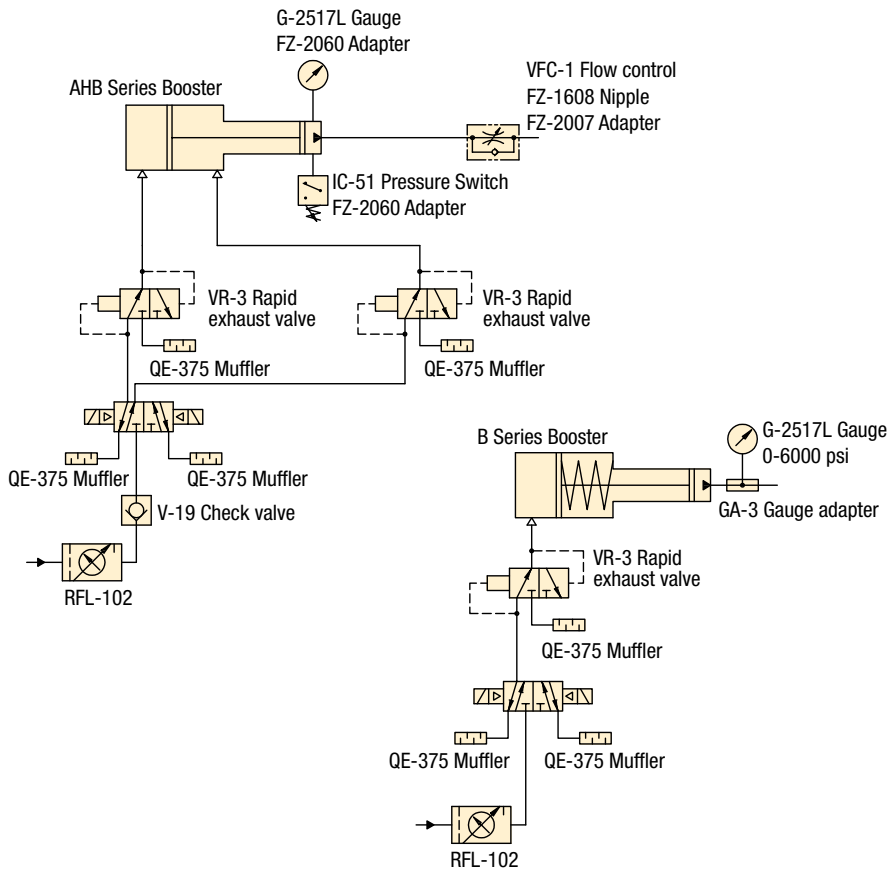 G-2517L Gauge
FZ-2060 Adapter
AHB Series Booster
VFC-1 Flow control
FZ-1608 Nipple
FZ-2007 Adapter
IC-51 Pressure Switch
FZ-2060 Adapter
VR-3 Rapid
exhaust valve
VR-3 Rapid
exhaust valve
QE-375 Muffler
QE-375 Muffler
QE-375 Muffler
QE-375 Muffler
V-19 Check valve
RFL-102
B Series Booster
G-2517L Gauge
0-6000 psi
GA-3 Gauge adapter
VR-3 Rapid
exhaust valve
QE-375 Muffler
QE-375 Muffler
QE-375 Muffler
RFL-102